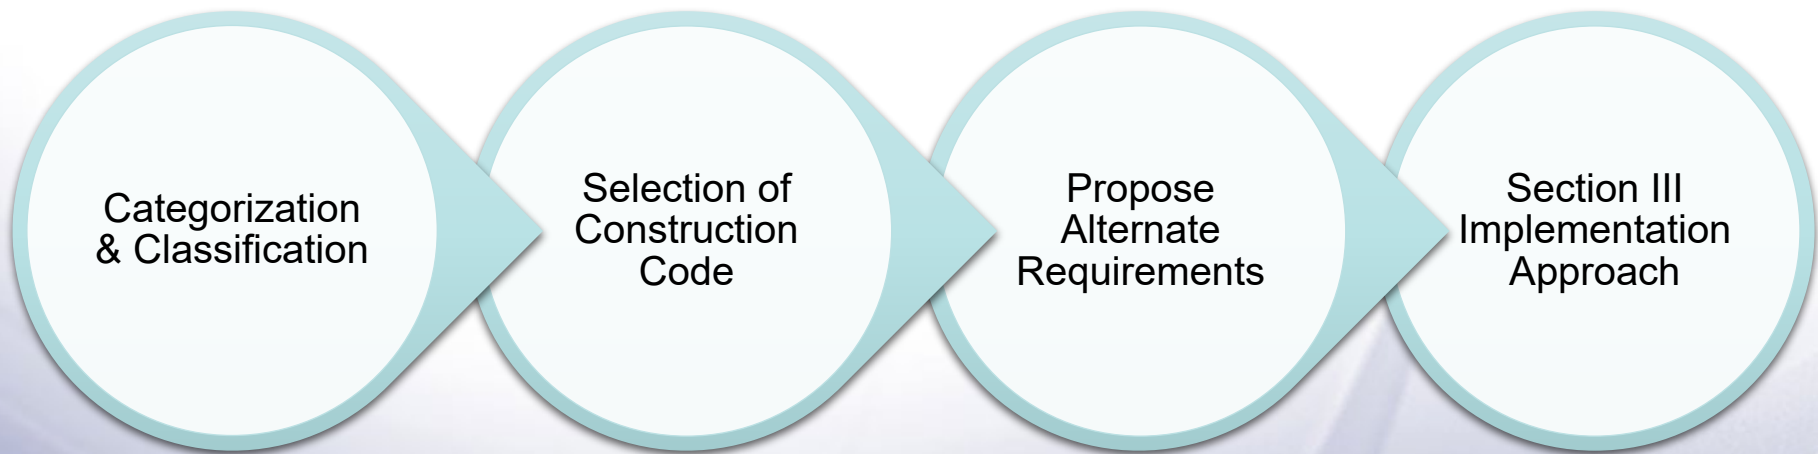 Categorization
& Classification
Selection of
Construction
Code
Propose
Alternate
Requirements
Section III
Implementation
Approach